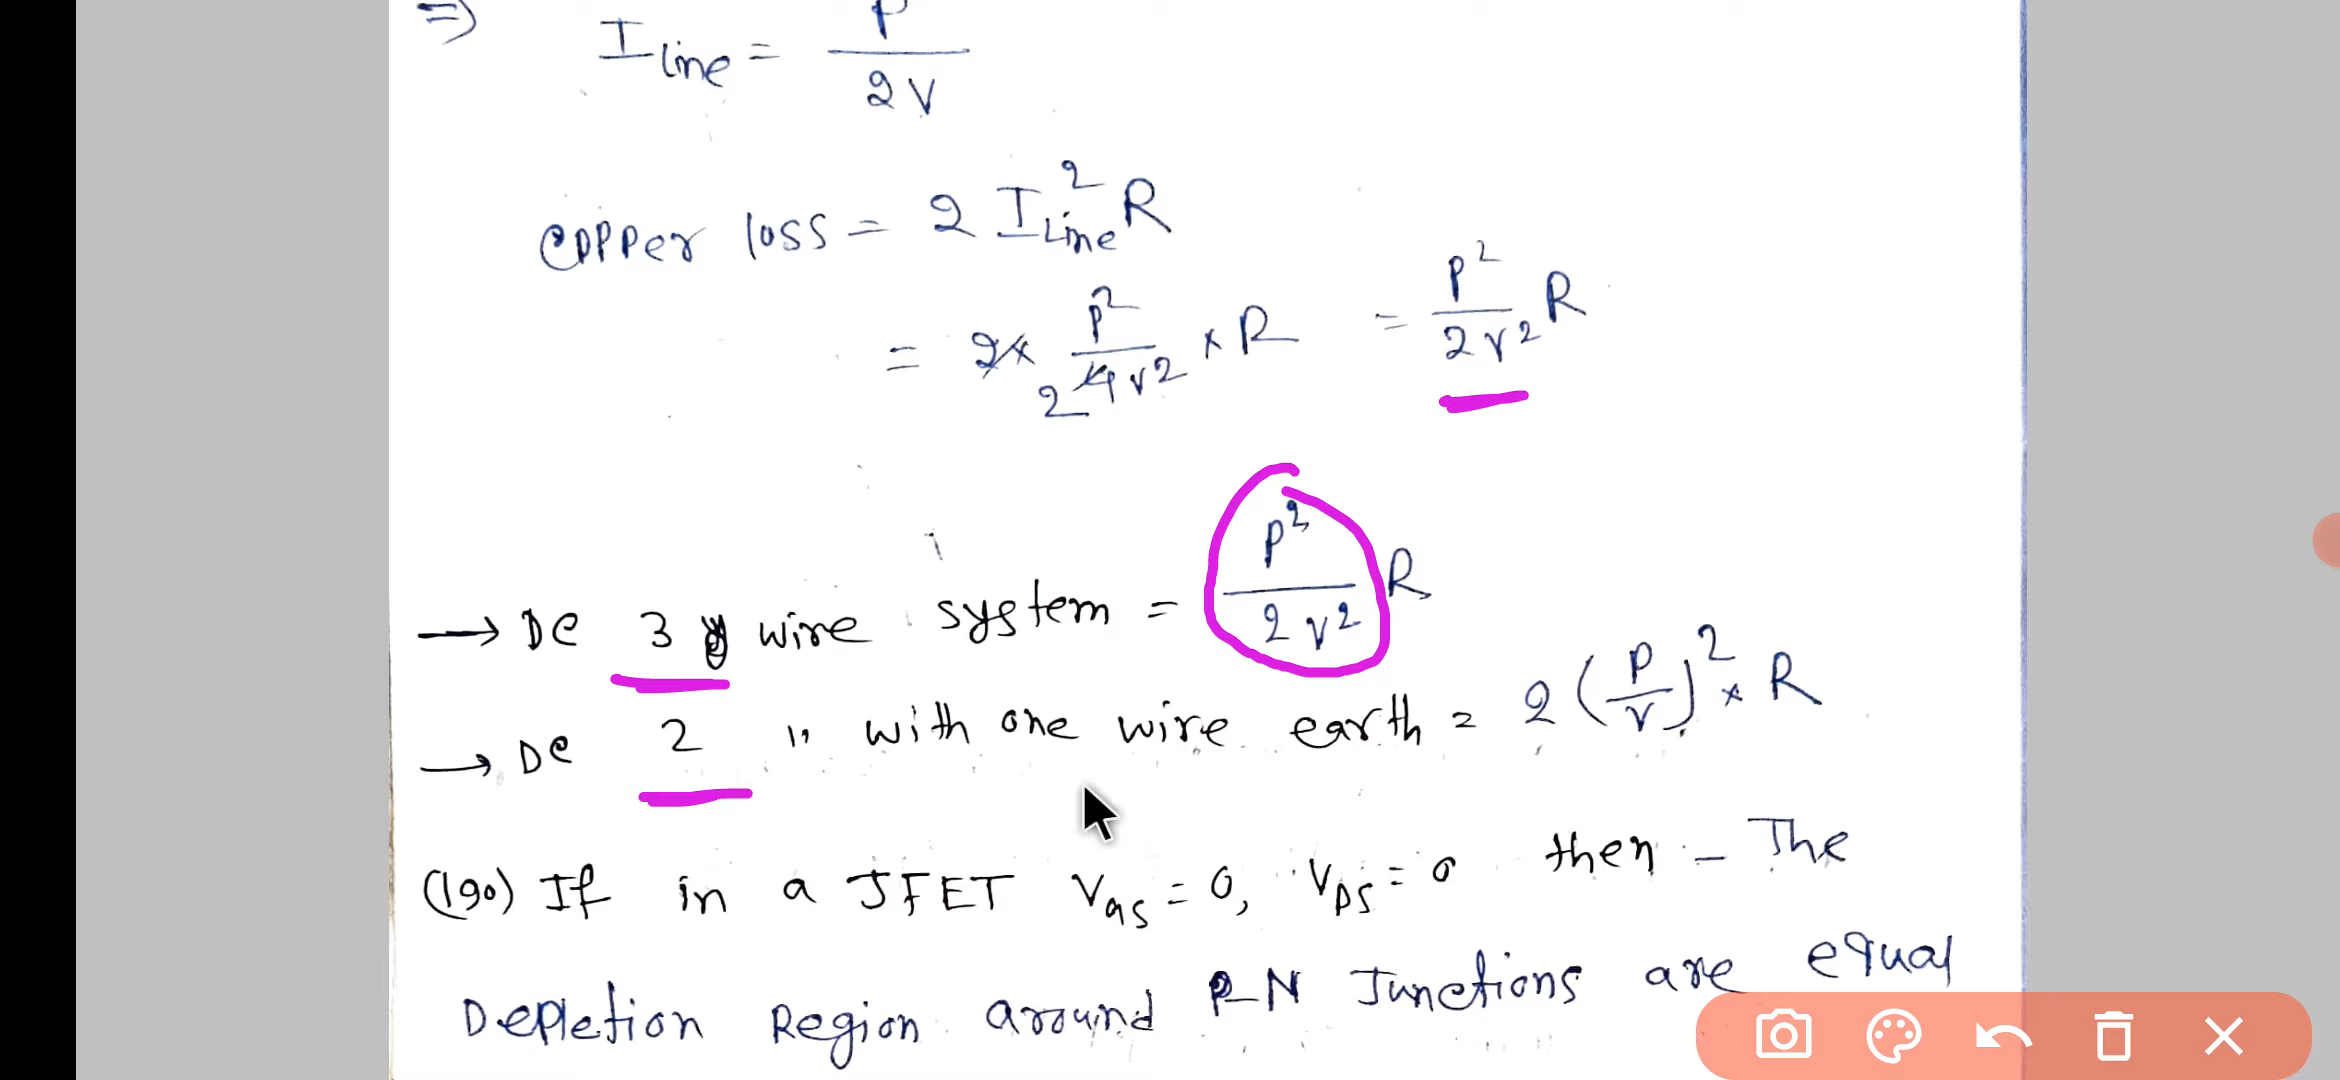 ⇒ I Line = P / 2V
copper loss = 2 I²Line R
= 2 × P² / 4V² × R = P² / 2V² R
2
→ DC 3 wire system = P² / 2V² R
→ DC 2 " with one wire earth = 2 (P/V)² × R
(190) If in a JFET VGS = 0, VDS = 0 then - The
Depletion Region around P-N Junctions are equal